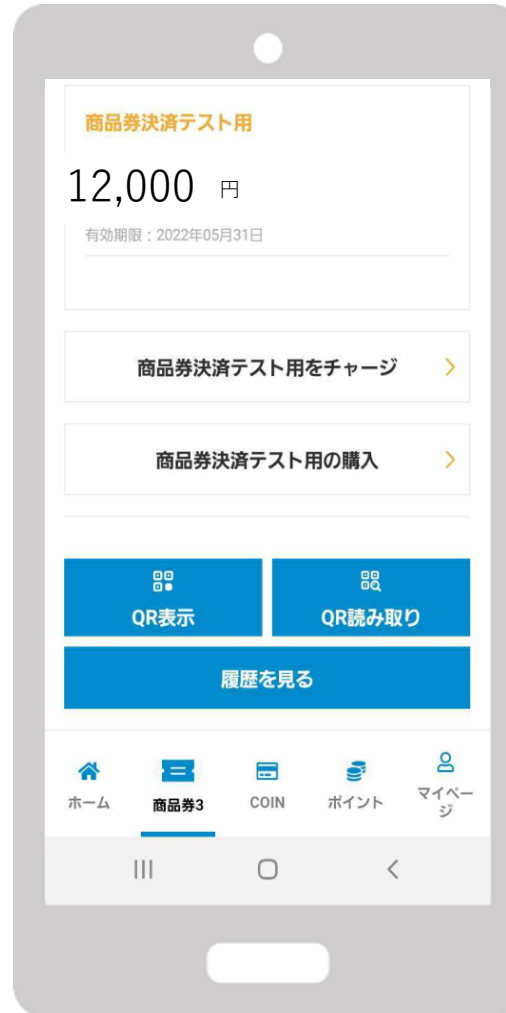 商品券決済テスト用
12,000 円
有効期限：2022年05月31日
商品券決済テスト用をチャージ
商品券決済テスト用の購入
QR表示
QR読み取り
履歴を見る
ホーム
商品券3
COIN
ポイント
マイペー
ジ